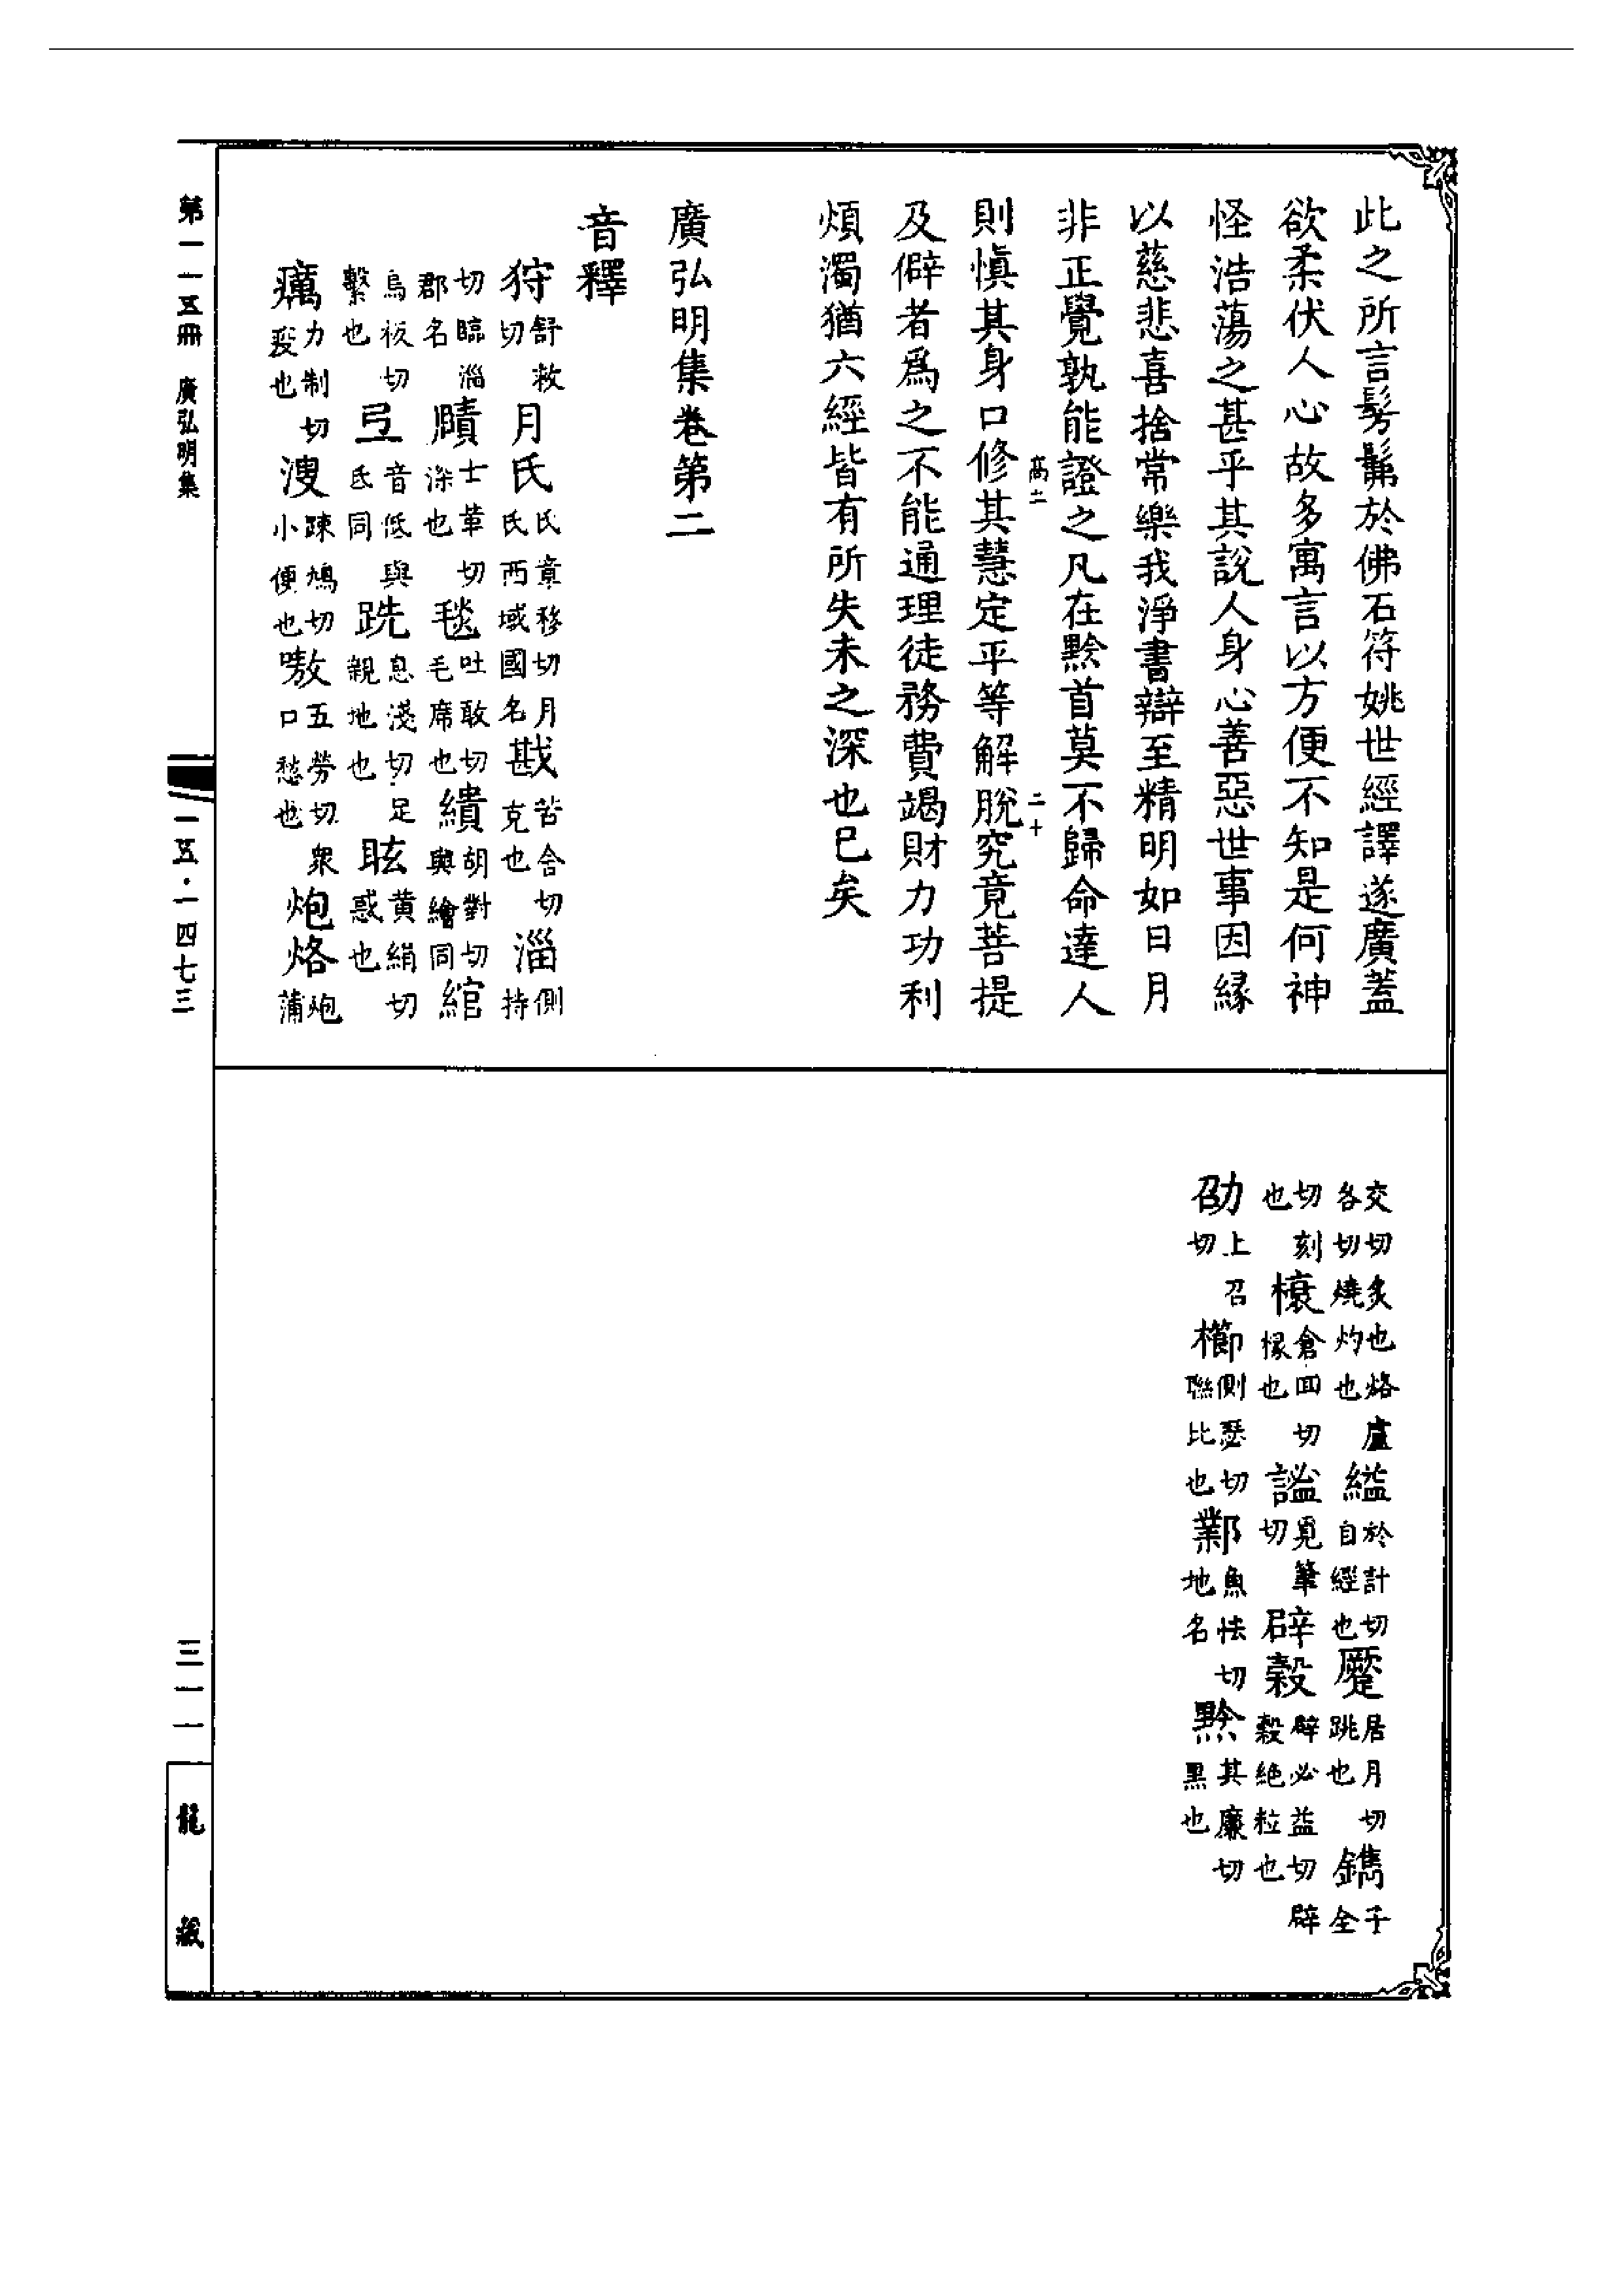 此之所言髣髴於佛石符姚世經譯遂廣蓋
欲柔伏人心故多寓言以方便不知是何神
怪浩蕩之甚乎其說人身心善惡世事因緣
以慈悲喜捨常樂我淨書辯至精明如日月
非正覺孰能證之凡在黔首莫不歸命達人
則慎其身口修其慧定平等解脫究竟菩提
及僻者為之不能通理徒務費竭財力功利
煩濁猶六經皆有所失未之深也已矣
廣弘明集卷第二
音釋
狩舒救切月氏氏章移切月氏西域國名戡苦合切克也淄側持
切臨淄郡名賾士革切深也毯吐敢切毛席也繢胡對切與繪同綰
烏板切繫也弖音低與氐同跣息淺切足親地也眩黃絹切惑也
癘力制切疫也溲踈鳩切小便也嗷五勞切衆口愁也炮烙炮蒲
交切炙也烙盧各切燒灼也縊於計切自經也蹷居月切跳也鐫子全
切刻也榱倉回切椽也謐覓筆切辟穀辟必益切辟穀絕粒也
劭上召切櫛側瑟切聯比也鄴魚怯切地名黔其廉切黑也
第一一五冊 廣弘明集
一五·一四七三
三一一
龍藏